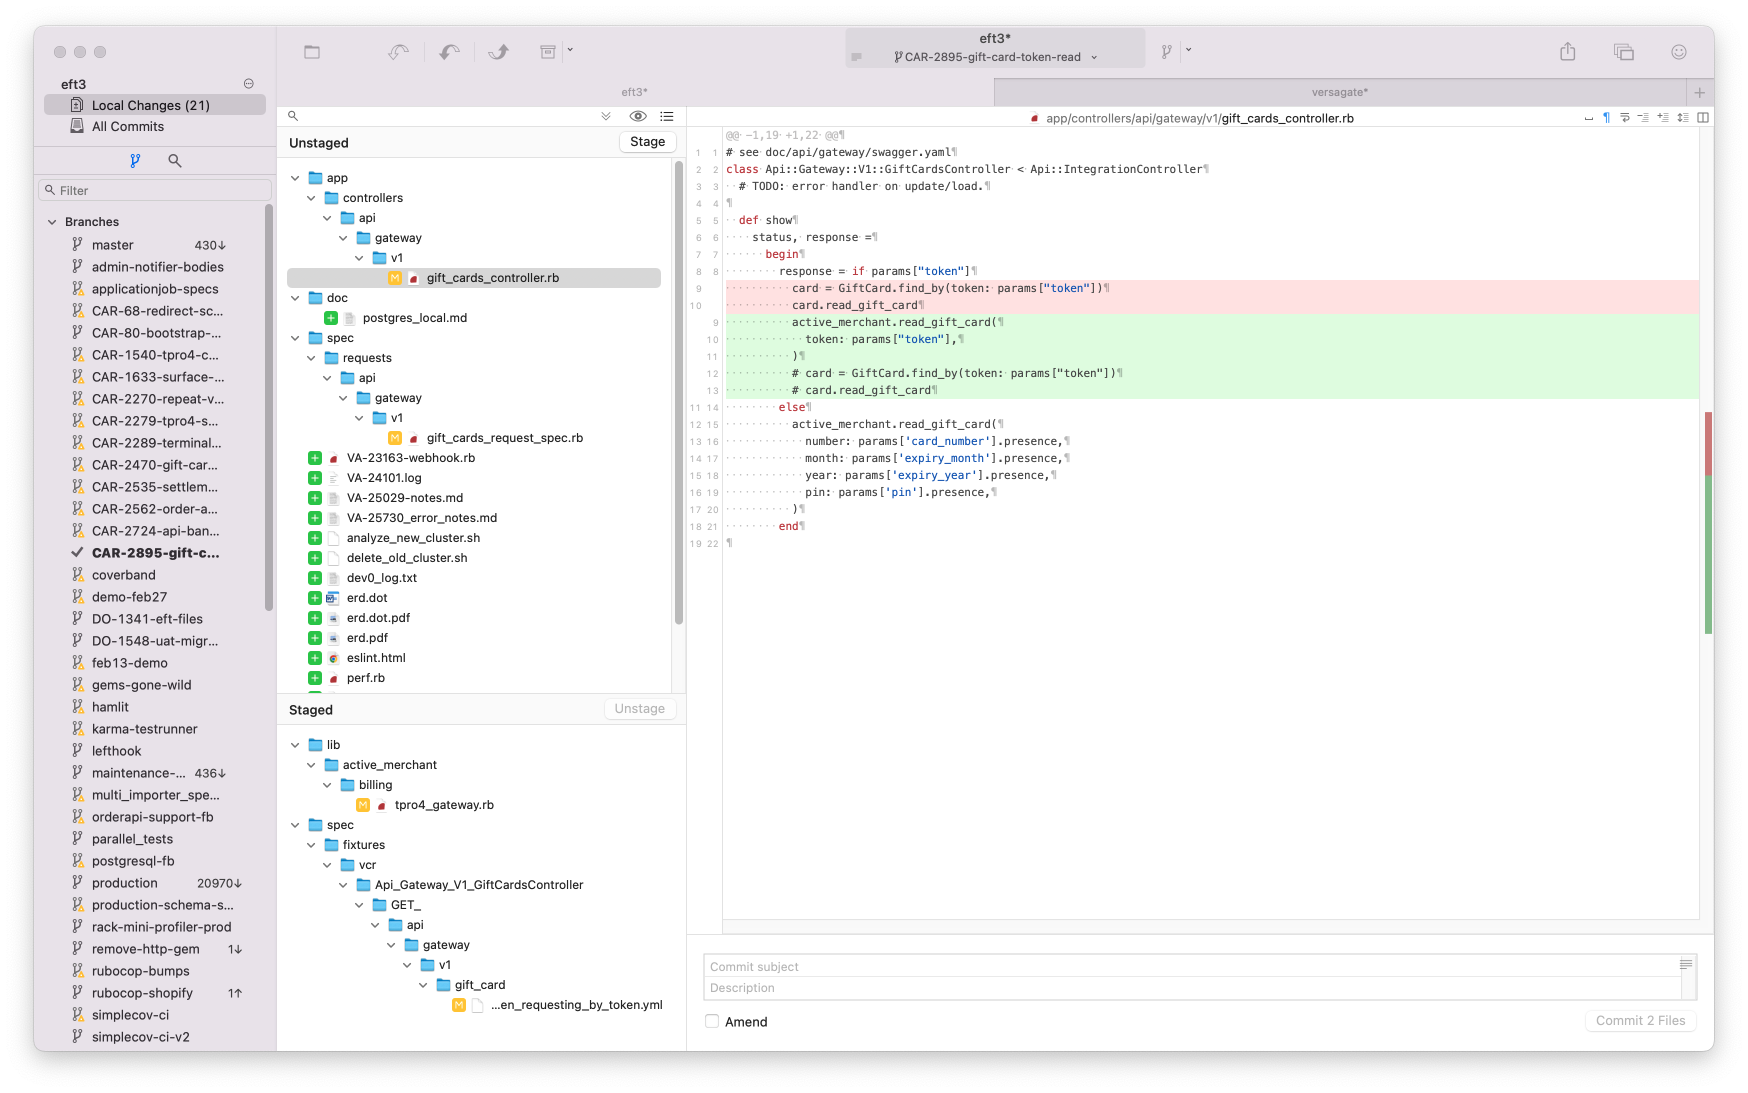 eft3
Local Changes (21)
All Commits
Filter
Branches
master 430↓
admin-notifier-bodies
applicationjob-specs
CAR-68-redirect-sc...
CAR-80-bootstrap-...
CAR-1540-tpro4-c...
CAR-1633-surface-...
CAR-2270-repeat-v...
CAR-2279-tpro4-s...
CAR-2289-terminal...
CAR-2470-gift-car...
CAR-2535-settlem...
CAR-2562-order-a...
CAR-2724-api-ban...
CAR-2895-gift-c...
coverband
demo-feb27
DO-1341-eft-files
DO-1548-uat-migr...
feb13-demo
gems-gone-wild
hamlit
karma-testrunner
lefthook
maintenance-... 436↓
multi_importer_spe...
orderapi-support-fb
parallel_tests
postgresql-fb
production 20970↓
production-schema-s...
rack-mini-profiler-prod
remove-http-gem 1↓
rubocop-bumps
rubocop-shopify 1↑
simplecov-ci
simplecov-ci-v2
eft3*
CAR-2895-gift-card-token-read
eft3*
versagate*
Unstaged
Stage
app
controllers
api
gateway
v1
M gift_cards_controller.rb
doc
postgres_local.md
spec
requests
api
gateway
v1
M gift_cards_request_spec.rb
VA-23163-webhook.rb
VA-24101.log
VA-25029-notes.md
VA-25730_error_notes.md
analyze_new_cluster.sh
delete_old_cluster.sh
dev0_log.txt
erd.dot
erd.dot.pdf
erd.pdf
eslint.html
perf.rb
Staged
Unstage
lib
active_merchant
billing
M tpro4_gateway.rb
spec
fixtures
vcr
Api_Gateway_V1_GiftCardsController
GET_
api
gateway
v1
gift_card
M ...en_requesting_by_token.yml
app/controllers/api/gateway/v1/gift_cards_controller.rb
@@ -1,19 +1,22 @@¶
1 1 # see doc/api/gateway/swagger.yaml¶
2 2 class Api::Gateway::V1::GiftCardsController < Api::IntegrationController¶
3 3 # TODO: error handler on update/load.¶
4 4 ¶
5 5 def show¶
6 6 status, response =¶
7 7 begin¶
8 8 response = if params["token"]¶
9 card = GiftCard.find_by(token: params["token"])¶
10 card.read_gift_card¶
9 active_merchant.read_gift_card(¶
10 token: params["token"],¶
11 )¶
12 # card = GiftCard.find_by(token: params["token"])¶
13 # card.read_gift_card¶
11 14 else¶
12 15 active_merchant.read_gift_card(¶
13 16 number: params['card_number'].presence,¶
14 17 month: params['expiry_month'].presence,¶
15 18 year: params['expiry_year'].presence,¶
16 19 pin: params['pin'].presence,¶
17 20 )¶
18 21 end¶
19 22 ¶
Commit subject
Description
Amend
Commit 2 Files